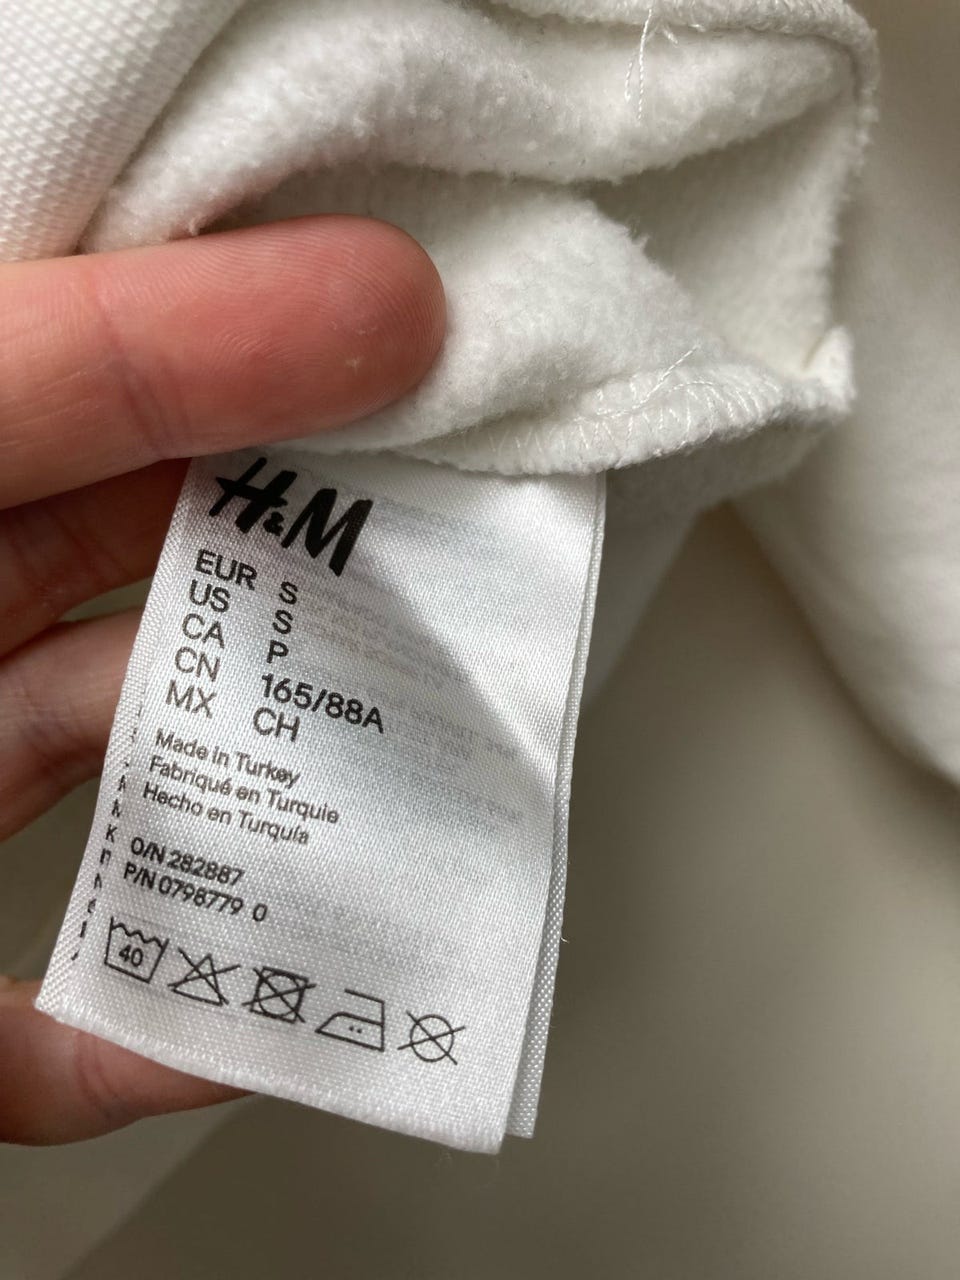 H&M
EUR S
US S
CA P
CN 165/88A
MX CH
Made in Turkey
Fabriqué en Turquie
Hecho en Turquía
O/N 282887
P/N 0798779 0
40